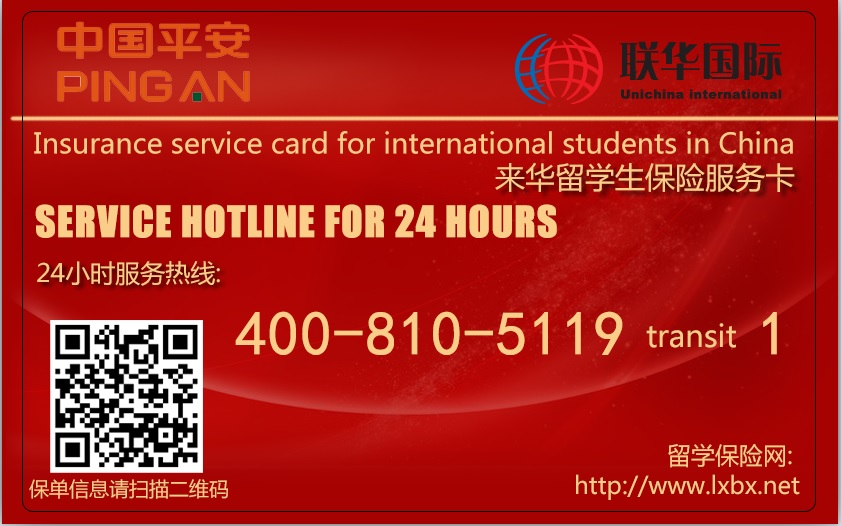 中国平安
PING AN
联华国际
Unichina international
Insurance service card for international students in China
来华留学生保险服务卡
SERVICE HOTLINE FOR 24 HOURS
24小时服务热线:
400-810-5119 transit 1
保单信息请扫描二维码
留学保险网:
http://www.lxbx.net